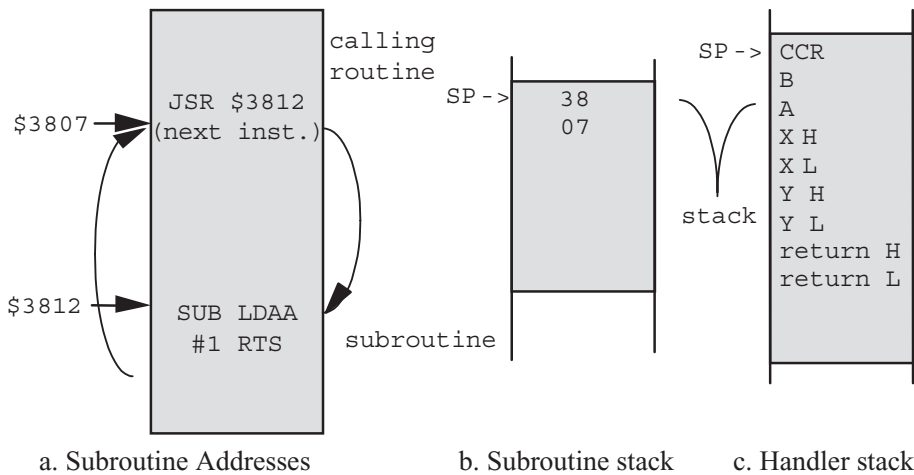 calling
routine
JSR $3812
(next inst.)
$3807
$3812
SUB LDAA
#1 RTS
subroutine
SP ->
38
07
stack
SP ->
CCR
B
A
X H
X L
Y H
Y L
return H
return L
a. Subroutine Addresses
b. Subroutine stack
c. Handler stack